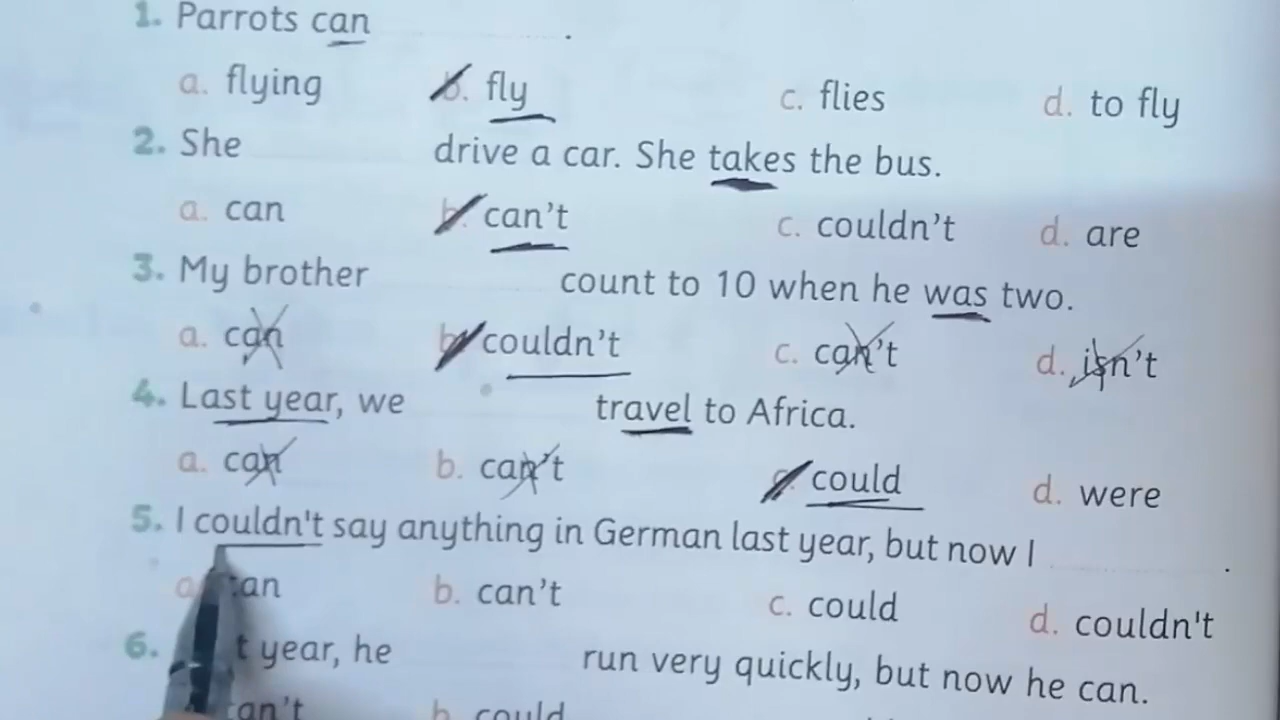 1. Parrots can .
a. flying b. fly c. flies d. to fly
2. She drive a car. She takes the bus.
a. can b. can't c. couldn't d. are
3. My brother count to 10 when he was two.
a. can b. couldn't c. can't d. isn't
4. Last year, we travel to Africa.
a. can b. can't c. could d. were
5. I couldn't say anything in German last year, but now I .
a. can b. can't c. could d. couldn't
6. year, he run very quickly, but now he can.
b. could